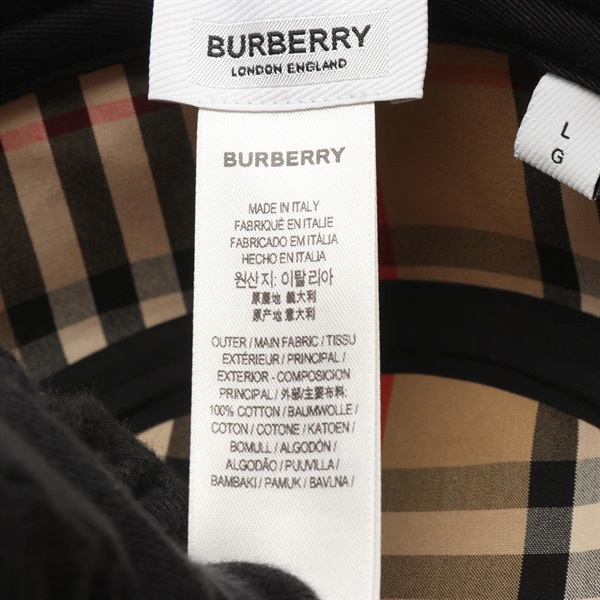 BURBERRY
LONDON ENGLAND
L
G
BURBERRY
MADE IN ITALY
FABRIQUÉ EN ITALIE
FABRICADO EM ITÁLIA
HECHO EN ITALIA
원산지: 이탈리아
原產地 義大利
原产地 意大利
OUTER / MAIN FABRIC / TISSU
EXTÉRIEUR / PRINCIPAL /
EXTERIOR - COMPOSICION
PRINCIPAL / 外部/主要布料:
100% COTTON / BAUMWOLLE /
COTON / COTONE / KATOEN /
BOMULL / ALGODÓN /
ALGODÃO / PUUVILLA /
BAMBAKI / PAMUK / BAVLNA /